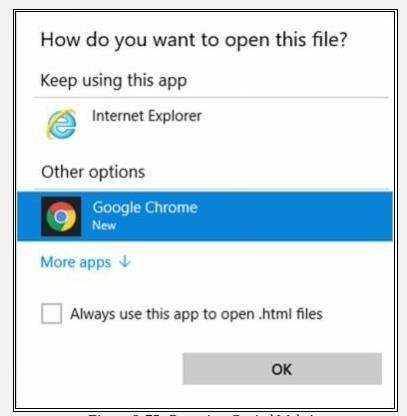 How do you want to open this file?
Keep using this app
Internet Explorer
Other options
Google Chrome
New
More apps ↓
Always use this app to open .html files
OK